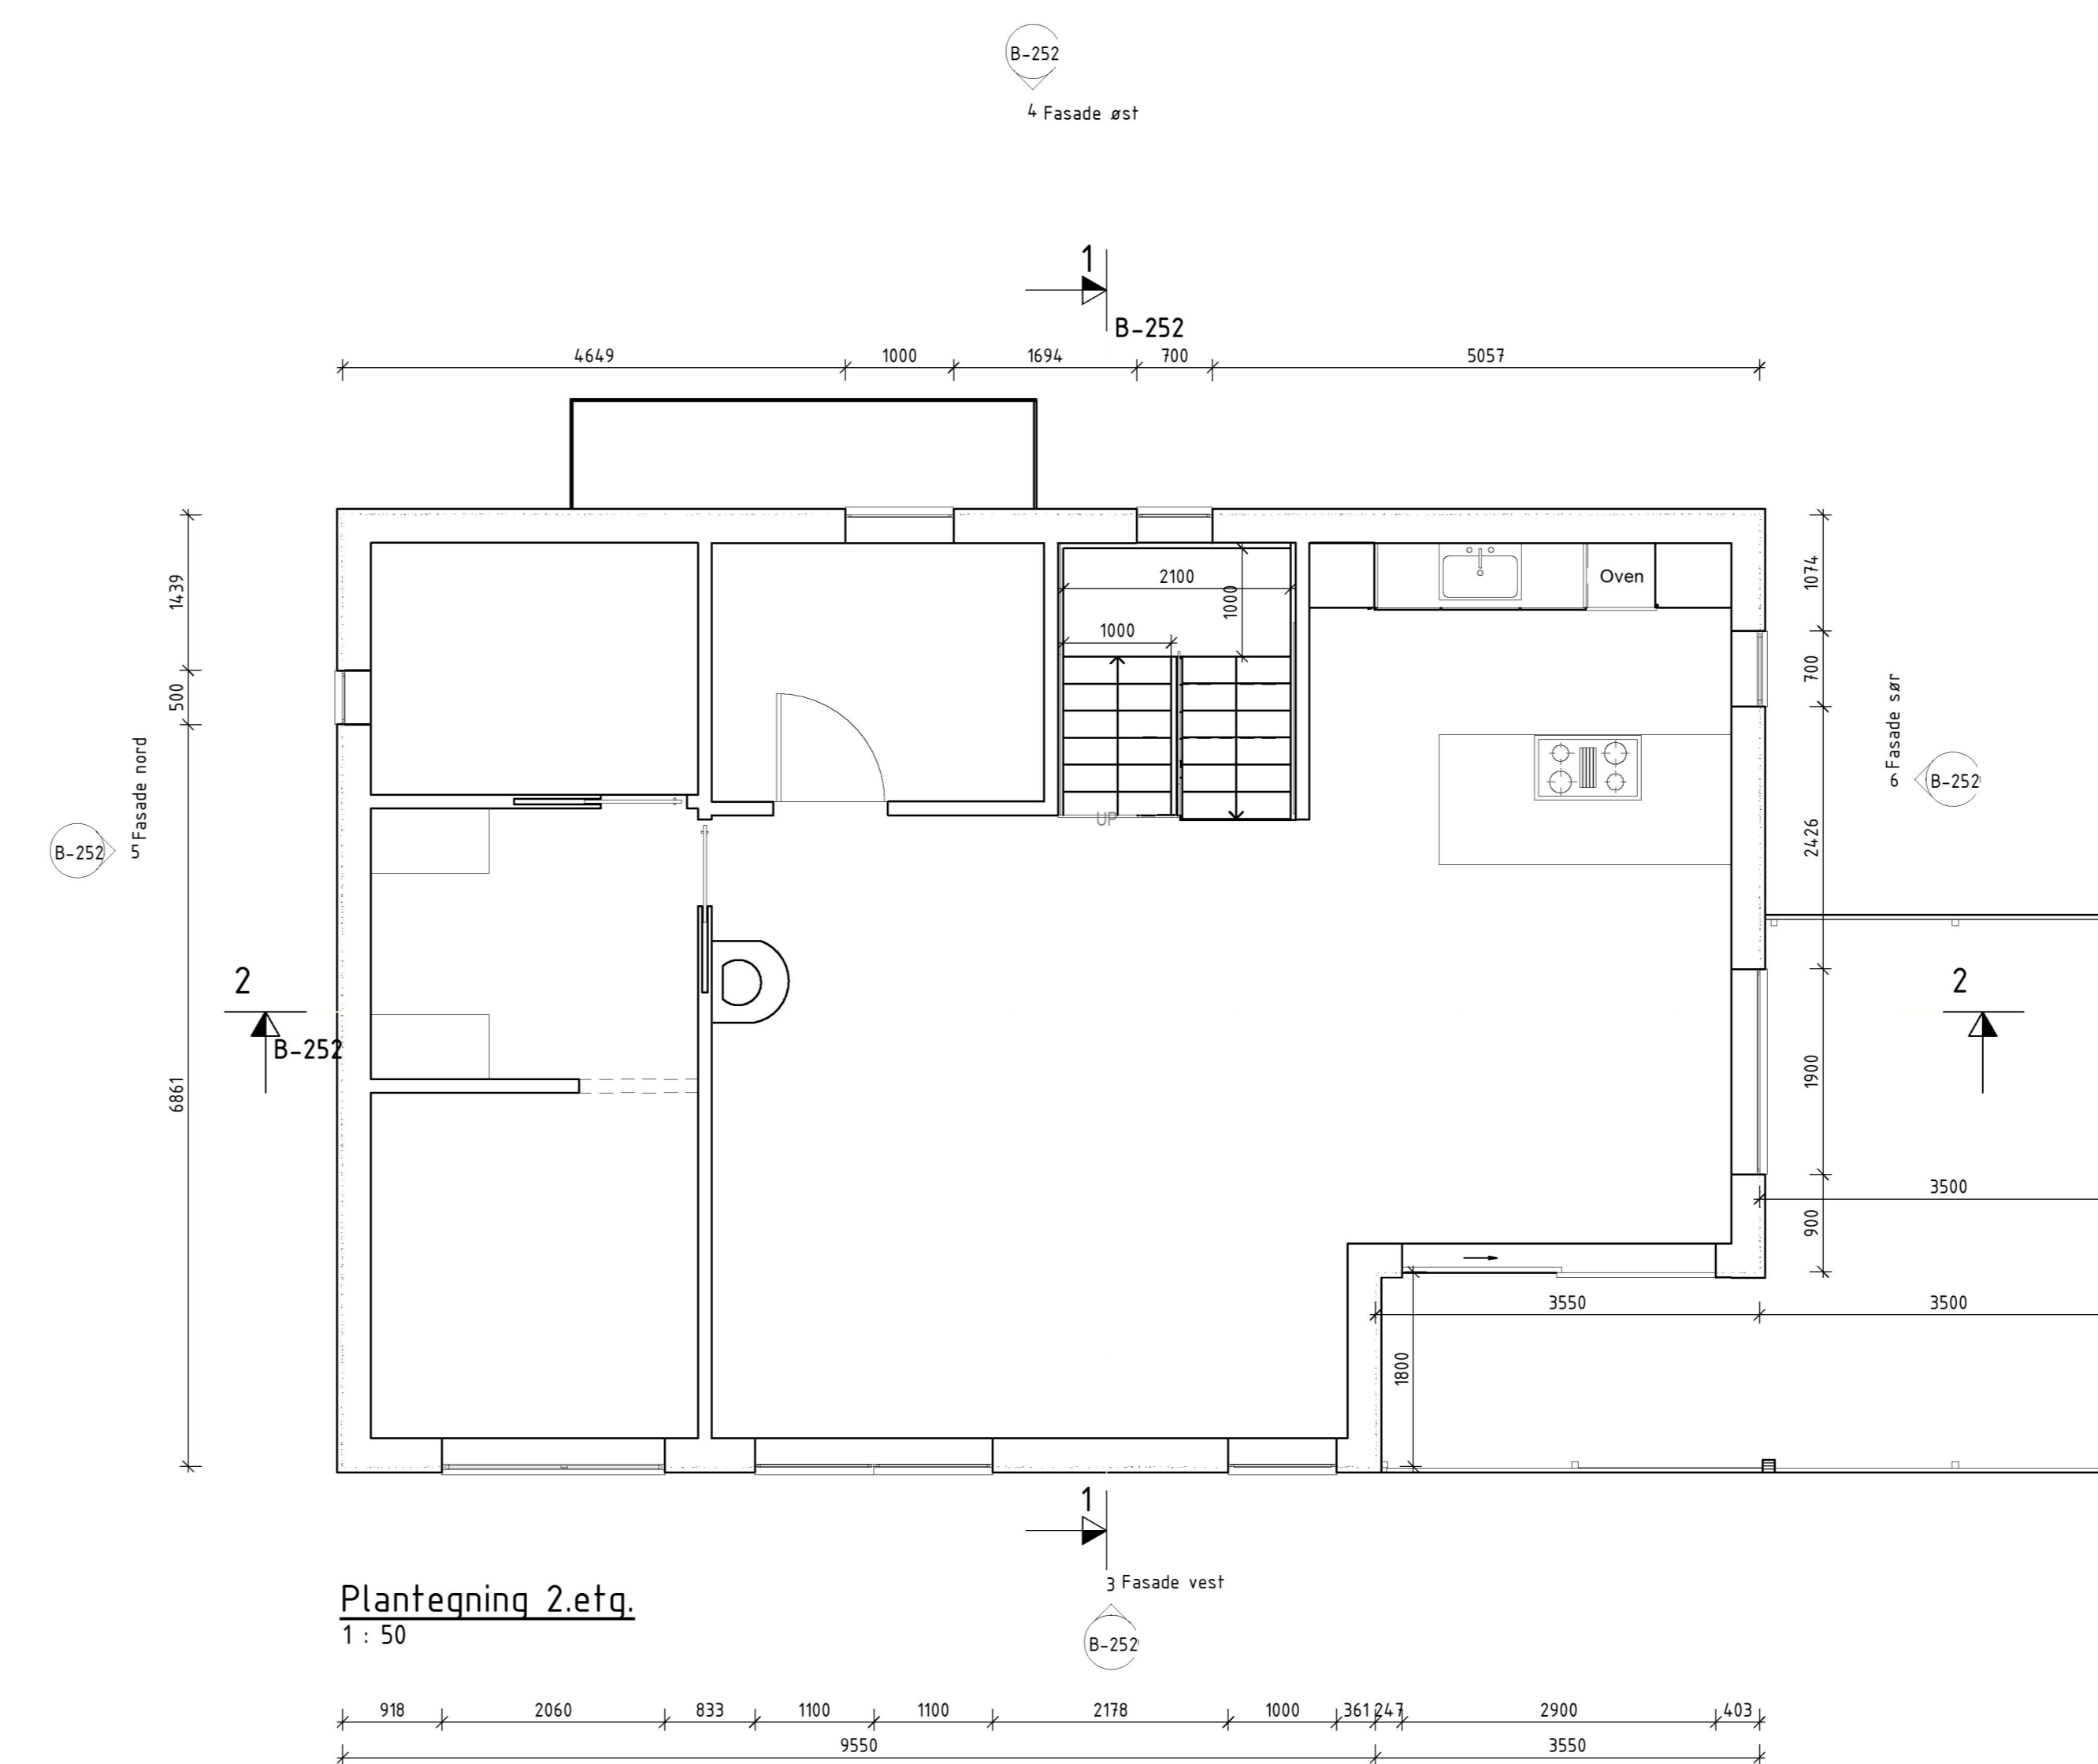 B-252
4 Fasade øst
1
B-252
4649 1000 1694 700 5057
1439
500
6861
2100
1000
1000
UP
Oven
1074
700
2426
1900
900
5 Fasade nord
B-252
6 Fasade sør
B-252
2
B-252
2
3500
3550 3500
1800
1
3 Fasade vest
B-252
Plantegning 2.etg.
1 : 50
918 2060 833 1100 1100 2178 1000 361 247 2900 403
9550 3550